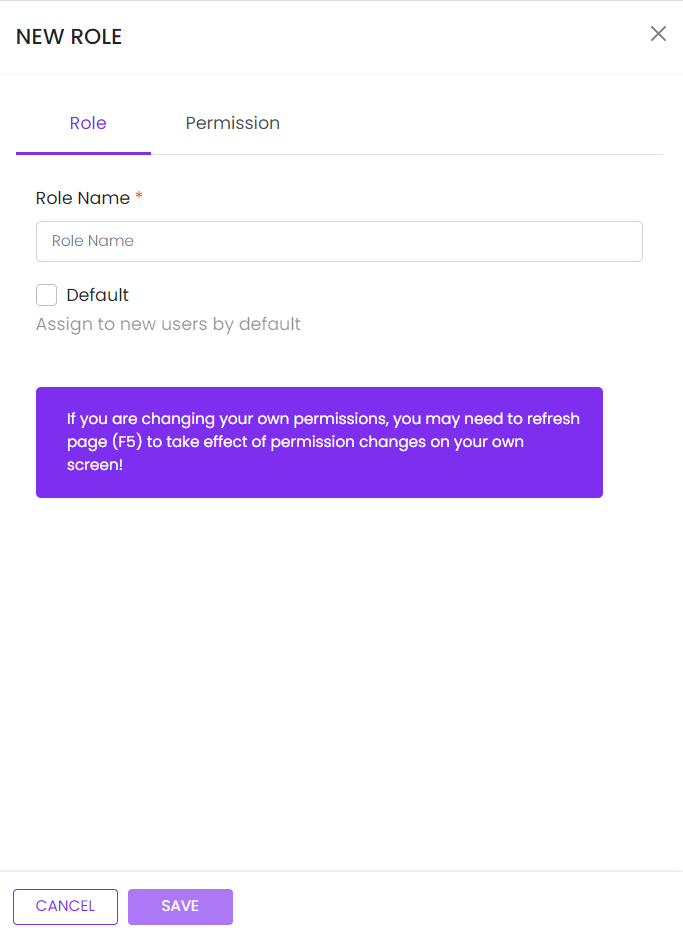 NEW ROLE
Role Permission
Role Name *
Role Name
Default
Assign to new users by default
If you are changing your own permissions, you may need to refresh
page (F5) to take effect of permission changes on your own
screen!
CANCEL SAVE